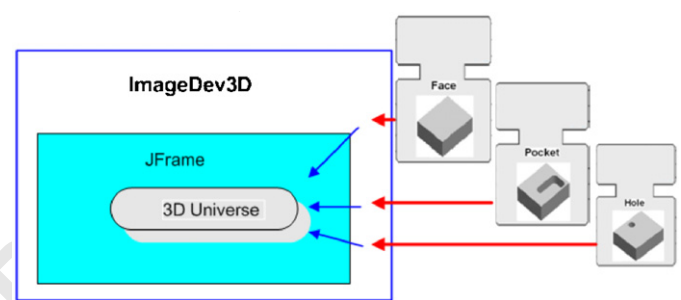 ImageDev3D
JFrame
3D Universe
Face
Pocket
Hole